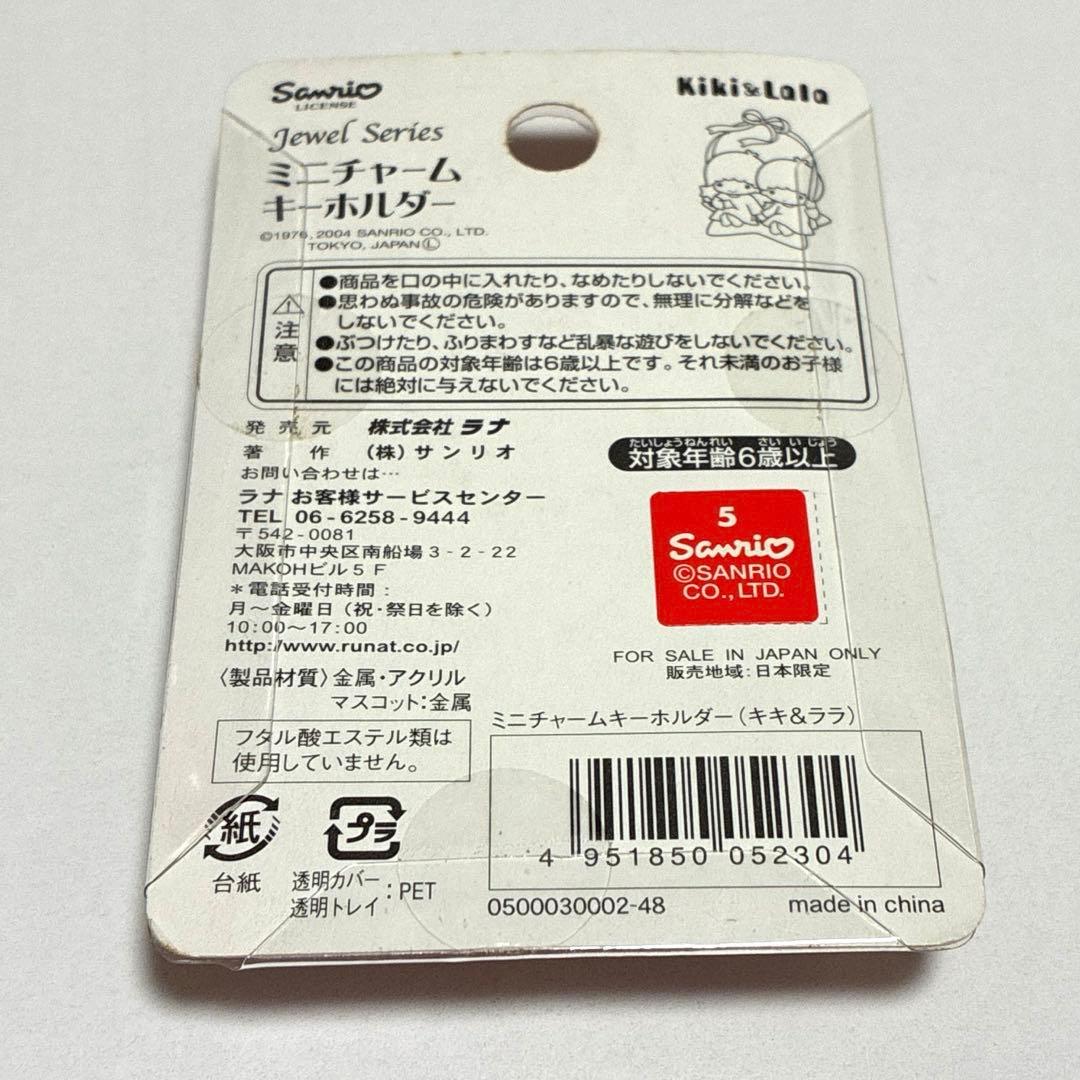 Sanrio
LICENSE
Kiki&Lala
Jewel Series
ミニチャーム
キーホルダー
©1976, 2004 SANRIO CO., LTD.
TOKYO, JAPAN Ⓛ
注意
●商品を口の中に入れたり、なめたりしないでください。
●思わぬ事故の危険がありますので、無理に分解などを
しないでください。
●ぶつけたり、ふりまわすなど乱暴な遊びをしないでください。
●この商品の対象年齢は6歳以上です。それ未満のお子様
には絶対に与えないでください。
発売元 株式会社 ラナ
著作 (株)サンリオ
お問い合わせは…
ラナ お客様サービスセンター
TEL 06-6258-9444
〒542-0081
大阪市中央区南船場3-2-22
MAKOHビル5F
*電話受付時間:
月～金曜日(祝・祭日を除く)
10:00～17:00
http://www.runat.co.jp/
〈製品材質〉金属・アクリル
マスコット:金属
フタル酸エステル類は
使用していません。
紙
台紙
プラ
透明カバー
透明トレイ :PET
たいしょうねんれい さいいじょう
対象年齢6歳以上
5
Sanrio
©SANRIO
CO.,LTD.
FOR SALE IN JAPAN ONLY
販売地域:日本限定
ミニチャームキーホルダー(キキ&ララ)
4 951850 052304
0500030002-48
made in china